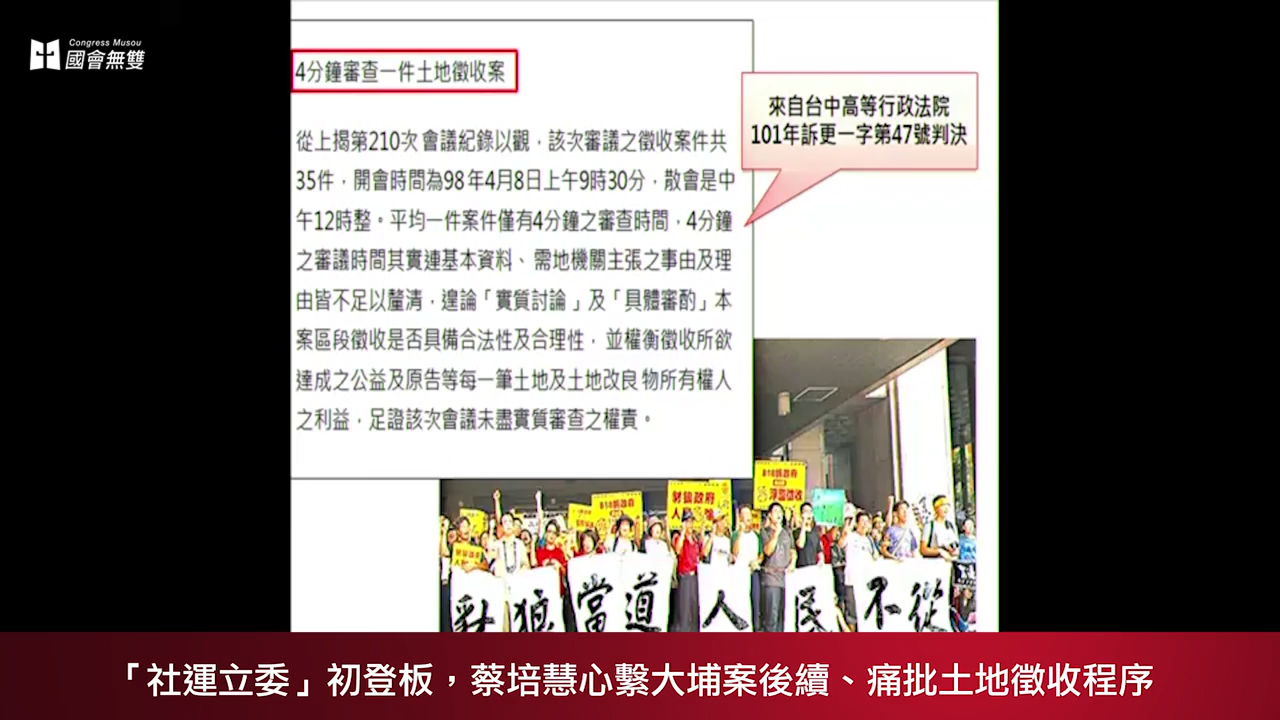 Congress Musou
國會無雙
4分鐘審查一件土地徵收案
來自台中高等行政法院
101年訴更一字第47號判決
從上揭第210次 會議紀錄以觀，該次審議之徵收案件共
35件，開會時間為98年4月8日上午9時30分，散會是中
午12時整。平均一件案件僅有4分鐘之審查時間，4分鐘
之審議時間其實連基本資料、需地機關主張之事由及理
由皆不足以釐清，遑論「實質討論」及「具體審酌」本
案區段徵收是否具備合法性及合理性，並權衡徵收所欲
達成之公益及原告等每一筆土地及土地改良 物所有權人
之利益，足證該次會議未盡實質審查之權責。
豺狼當道人民不從
「社運立委」初登板，蔡培慧心繫大埔案後續、痛批土地徵收程序